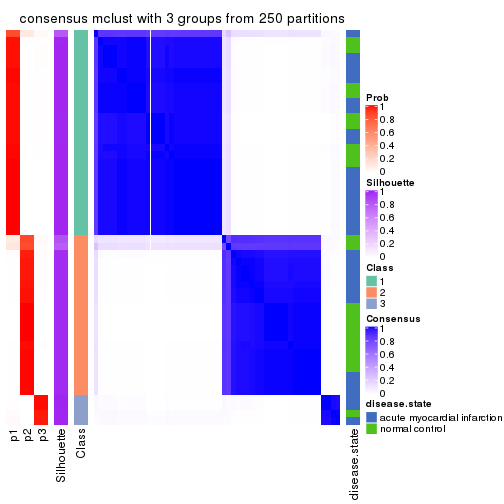 consensus mclust with 3 groups from 250 partitions
Prob
1
0.8
0.6
0.4
0.2
0
Silhouette
1
0.8
0.6
0.4
0.2
0
Class
1
2
3
Consensus
1
0.8
0.6
0.4
0.2
0
disease.state
acute myocardial infarction
normal control
p1
p2
p3
Silhouette
Class
disease.state